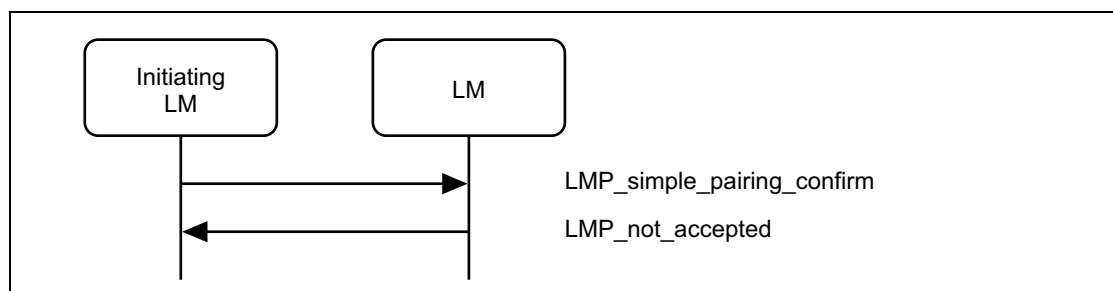 Initiating
LM
LM
LMP_simple_pairing_confirm
LMP_not_accepted